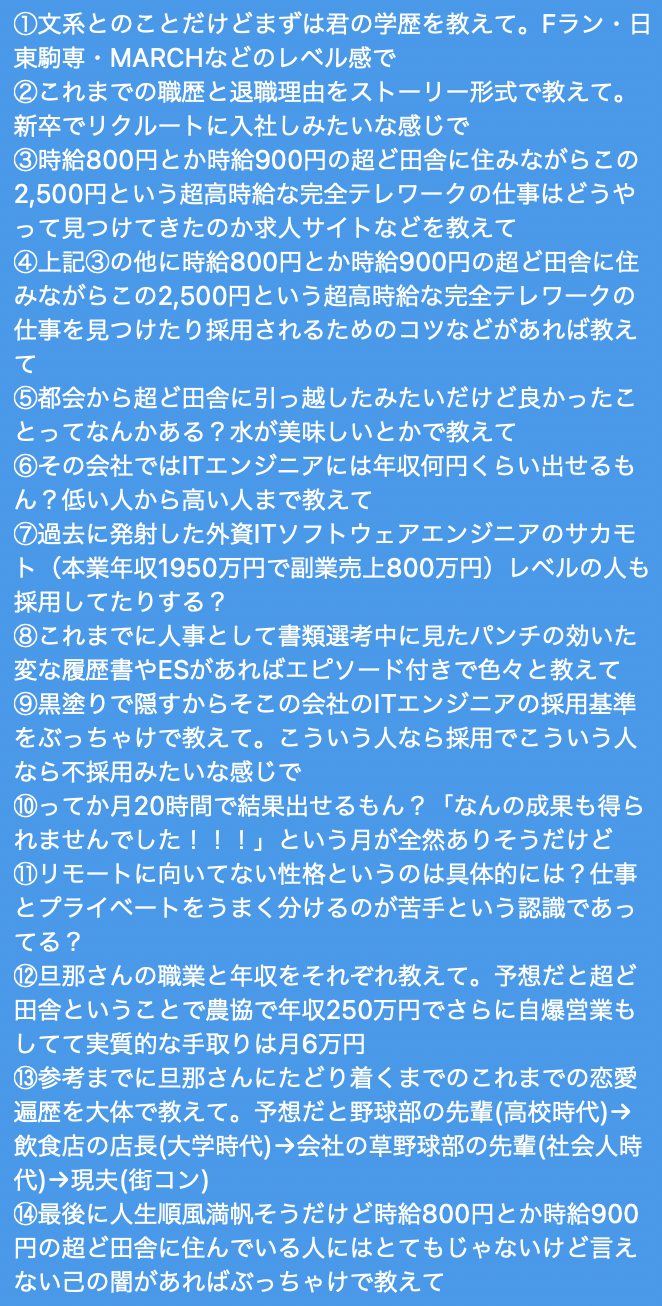 ①文系とのことだけどまずは君の学歴を教えて。Fラン・日
東駒専・MARCHなどのレベル感で
②これまでの職歴と退職理由をストーリー形式で教えて。
新卒でリクルートに入社しみたいな感じで
③時給800円とか時給900円の超ど田舎に住みながらこの
2,500円という超高時給な完全テレワークの仕事はどうや
って見つけてきたのか求人サイトなどを教えて
④上記③の他に時給800円とか時給900円の超ど田舎に住
みながらこの2,500円という超高時給な完全テレワークの
仕事を見つけたり採用されるためのコツなどがあれば教え
て
⑤都会から超ど田舎に引っ越したみたいだけど良かったこ
とってなんかある？水が美味しいとかで教えて
⑥その会社ではITエンジニアには年収何円くらい出せるも
ん？低い人から高い人まで教えて
⑦過去に発射した外資ITソフトウェアエンジニアのサカモ
ト（本業年収1950万円で副業売上800万円）レベルの人も
採用してたりする？
⑧これまでに人事として書類選考中に見たパンチの効いた
変な履歴書やESがあればエピソード付きで色々と教えて
⑨黒塗りで隠すからそこの会社のITエンジニアの採用基準
をぶっちゃけで教えて。こういう人なら採用でこういう人
なら不採用みたいな感じで
⑩ってか月20時間で結果出せるもん？「なんの成果も得ら
れませんでした！！！」という月が全然ありそうだけど
⑪リモートに向いてない性格というのは具体的には？仕事
とプライベートをうまく分けるのが苦手という認識であっ
てる？
⑫旦那さんの職業と年収をそれぞれ教えて。予想だと超ど
田舎ということで農協で年収250万円でさらに自爆営業も
してて実質的な手取りは月6万円
⑬参考までに旦那さんにたどり着くまでのこれまでの恋愛
遍歴を大体で教えて。予想だと野球部の先輩(高校時代)→
飲食店の店長(大学時代)→会社の草野球部の先輩(社会人時
代)→現夫(街コン)
⑭最後に人生順風満帆そうだけど時給800円とか時給900
円の超ど田舎に住んでいる人にはとてもじゃないけど言え
ない己の闇があればぶっちゃけで教えて